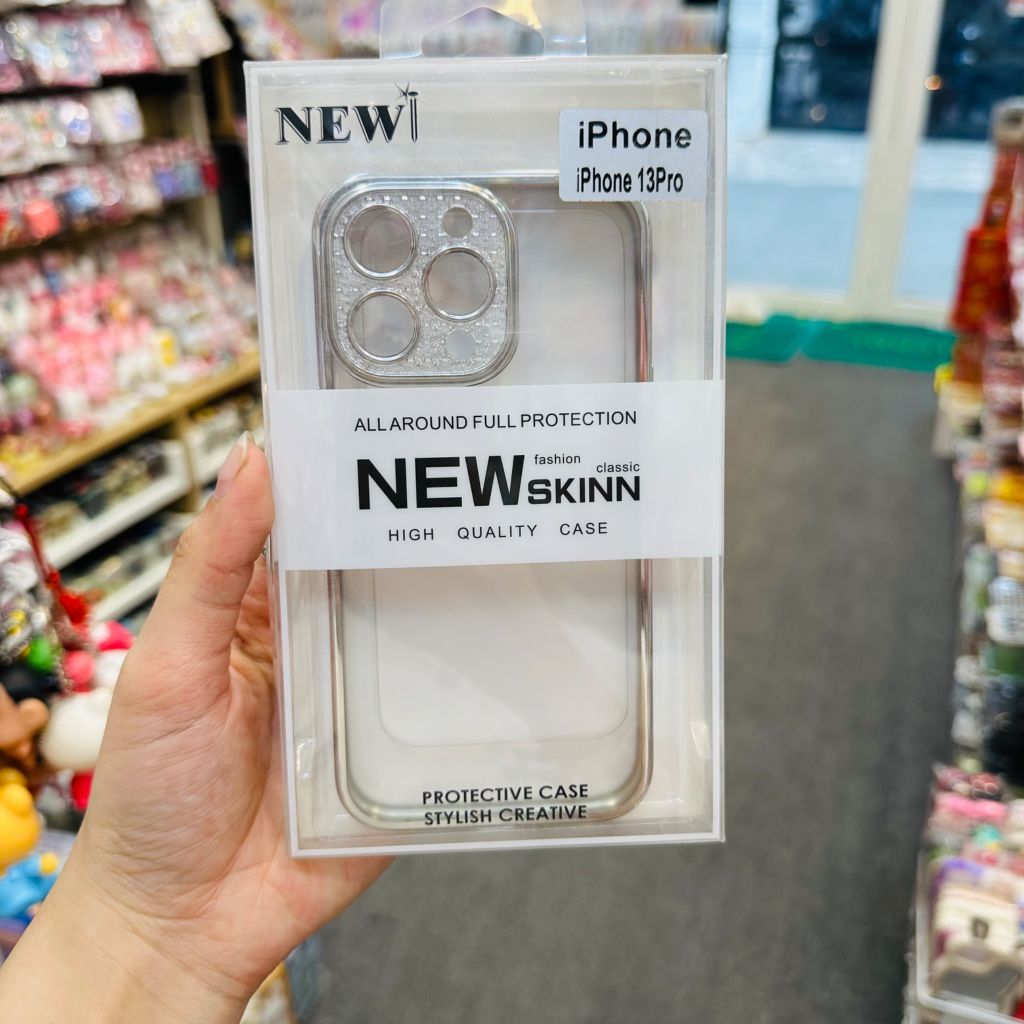 NEW
iPhone
iPhone 13Pro
ALL AROUND FULL PROTECTION
NEW fashion classic
SKINN
HIGH QUALITY CASE
PROTECTIVE CASE
STYLISH CREATIVE